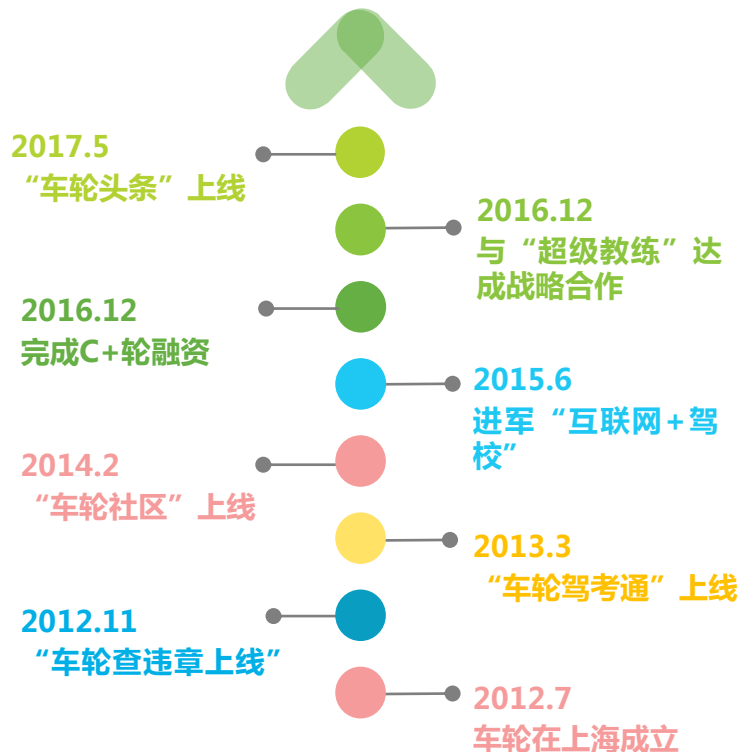 2017.5
“车轮头条”上线
2016.12
与“超级教练”达
成战略合作
2016.12
完成C+轮融资
2015.6
进军“互联网+驾
校”
2014.2
“车轮社区”上线
2013.3
“车轮驾考通”上线
2012.11
“车轮查违章上线”
2012.7
车轮在上海成立